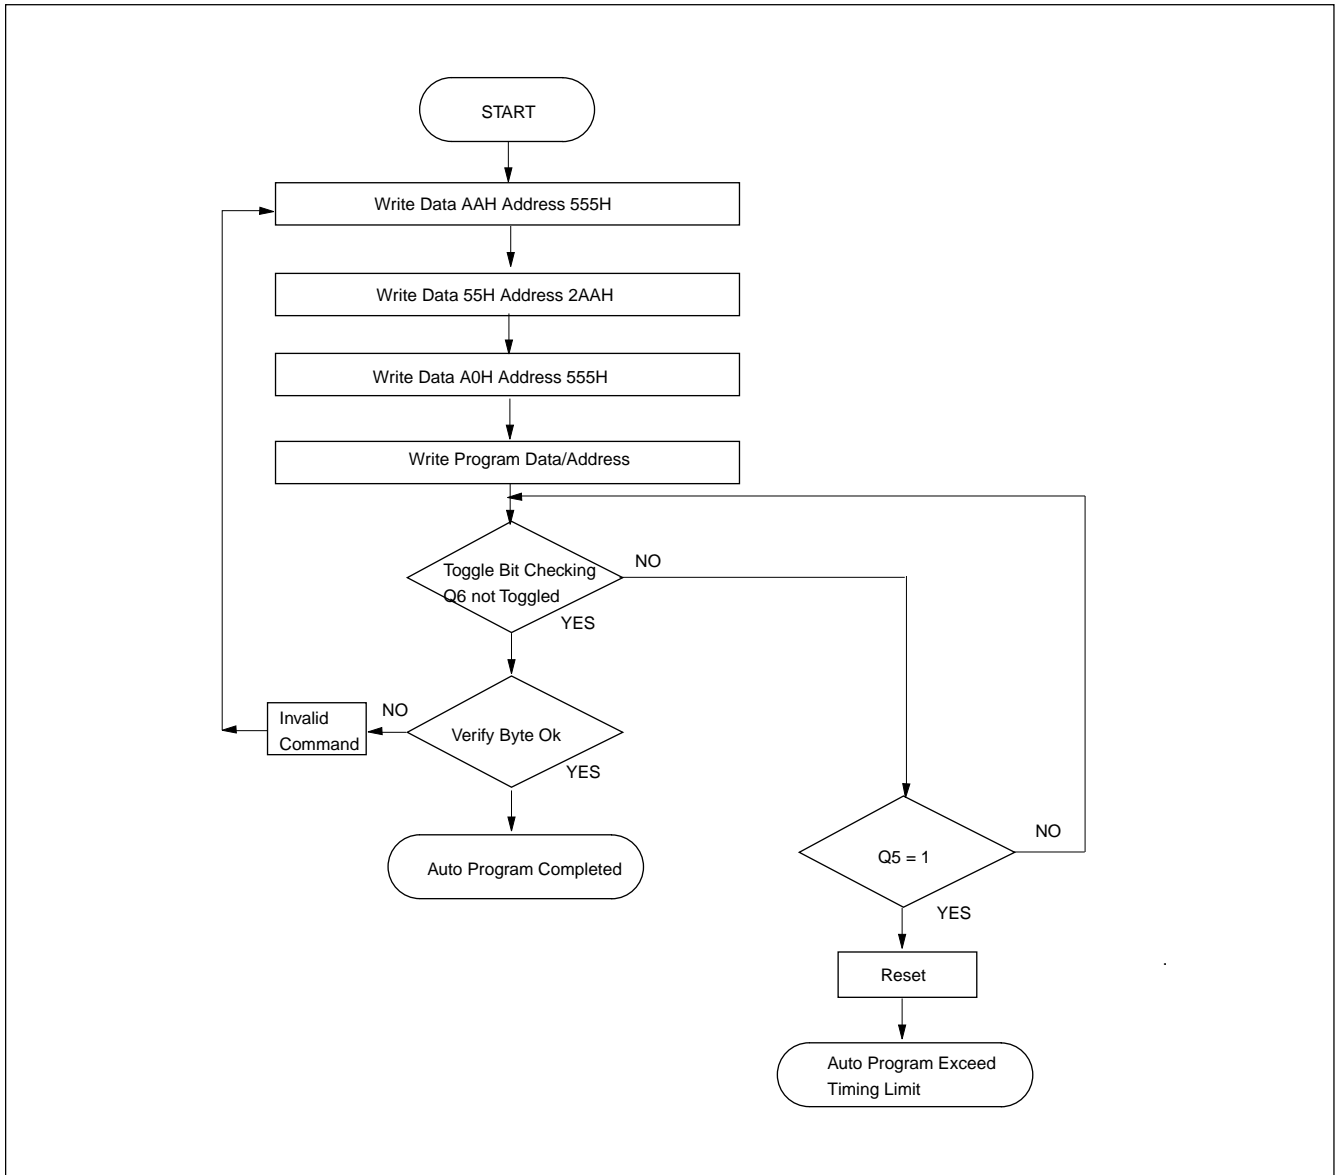 START
Write Data AAH Address 555H
Write Data 55H Address 2AAH
Write Data A0H Address 555H
Write Program Data/Address
Toggle Bit Checking
Q6 not Toggled
NO
YES
Invalid
Command
NO
Verify Byte Ok
YES
Auto Program Completed
Q5 = 1
NO
YES
Reset
Auto Program Exceed
Timing Limit